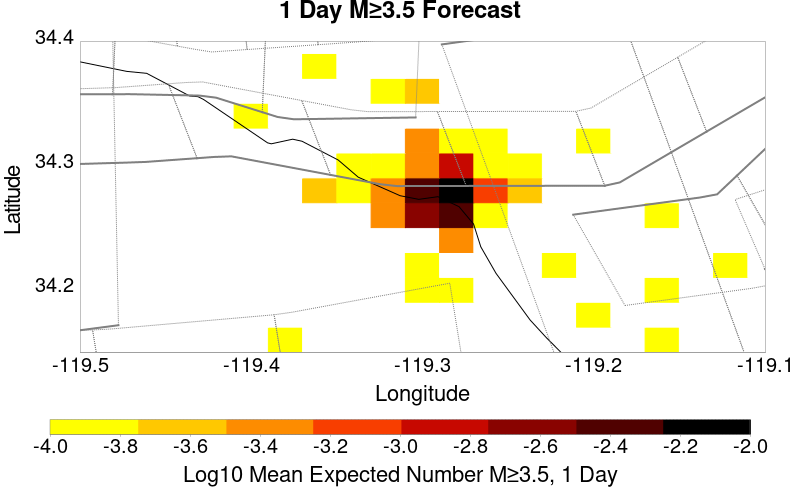 1 Day M≥3.5 Forecast
34.4
34.3
34.2
Latitude
-119.5 -119.4 -119.3 -119.2 -119.1
Longitude
-4.0 -3.8 -3.6 -3.4 -3.2 -3.0 -2.8 -2.6 -2.4 -2.2 -2.0
Log10 Mean Expected Number M≥3.5, 1 Day